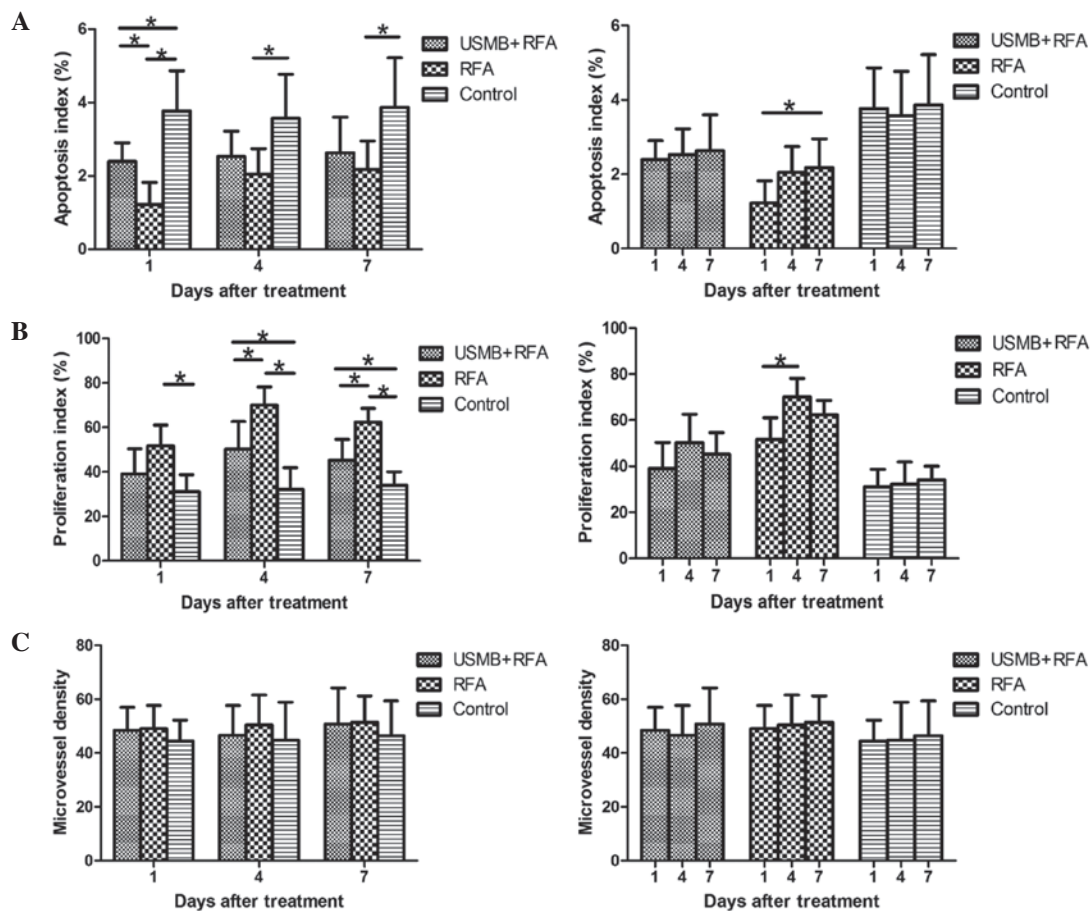 A
Apoptosis index (%)
6
4
2
0
* * *
*
*
1 4 7
Days after treatment
USMB+RFA
RFA
Control
Apoptosis index (%)
6
4
2
0
*
1 4 7 1 4 7 1 4 7
Days after treatment
USMB+RFA
RFA
Control
B
Proliferation index (%)
100
80
60
40
20
0
*
* * *
* * *
1 4 7
Days after treatment
USMB+RFA
RFA
Control
Proliferation index (%)
100
80
60
40
20
0
*
1 4 7 1 4 7 1 4 7
Days after treatment
USMB+RFA
RFA
Control
C
Microvessel density
80
60
40
20
0
1 4 7
Days after treatment
USMB+RFA
RFA
Control
Microvessel density
80
60
40
20
0
1 4 7 1 4 7 1 4 7
Days after treatment
USMB+RFA
RFA
Control